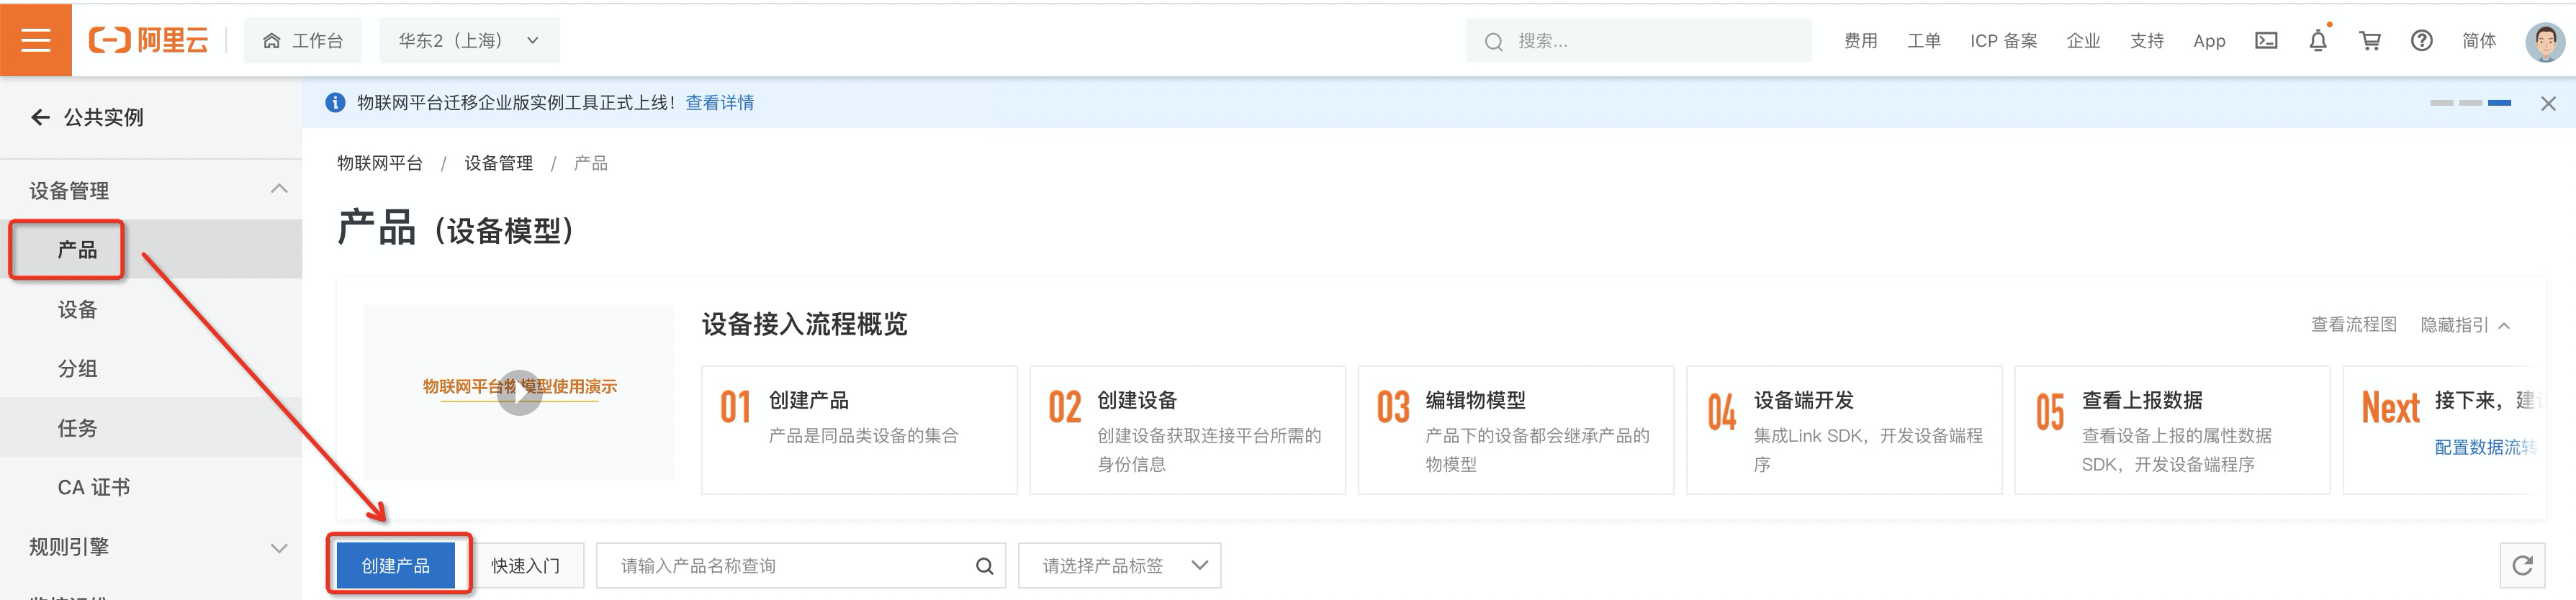 阿里云
工作台
华东2（上海）
搜索...
费用
工单
ICP 备案
企业
支持
App
简体
公共实例
物联网平台迁移企业版实例工具正式上线！ 查看详情
物联网平台 / 设备管理 / 产品
设备管理
产品
设备
分组
任务
CA 证书
规则引擎
产品（设备模型）
物联网平台物模型使用演示
设备接入流程概览
查看流程图
隐藏指引
01 创建产品
产品是同品类设备的集合
02 创建设备
创建设备获取连接平台所需的
身份信息
03 编辑物模型
产品下的设备都会继承产品的
物模型
04 设备端开发
集成Link SDK，开发设备端程
序
05 查看上报数据
查看设备上报的属性数据
SDK，开发设备端程序
Next 接下来，建
配置数据流转
创建产品
快速入门
请输入产品名称查询
请选择产品标签